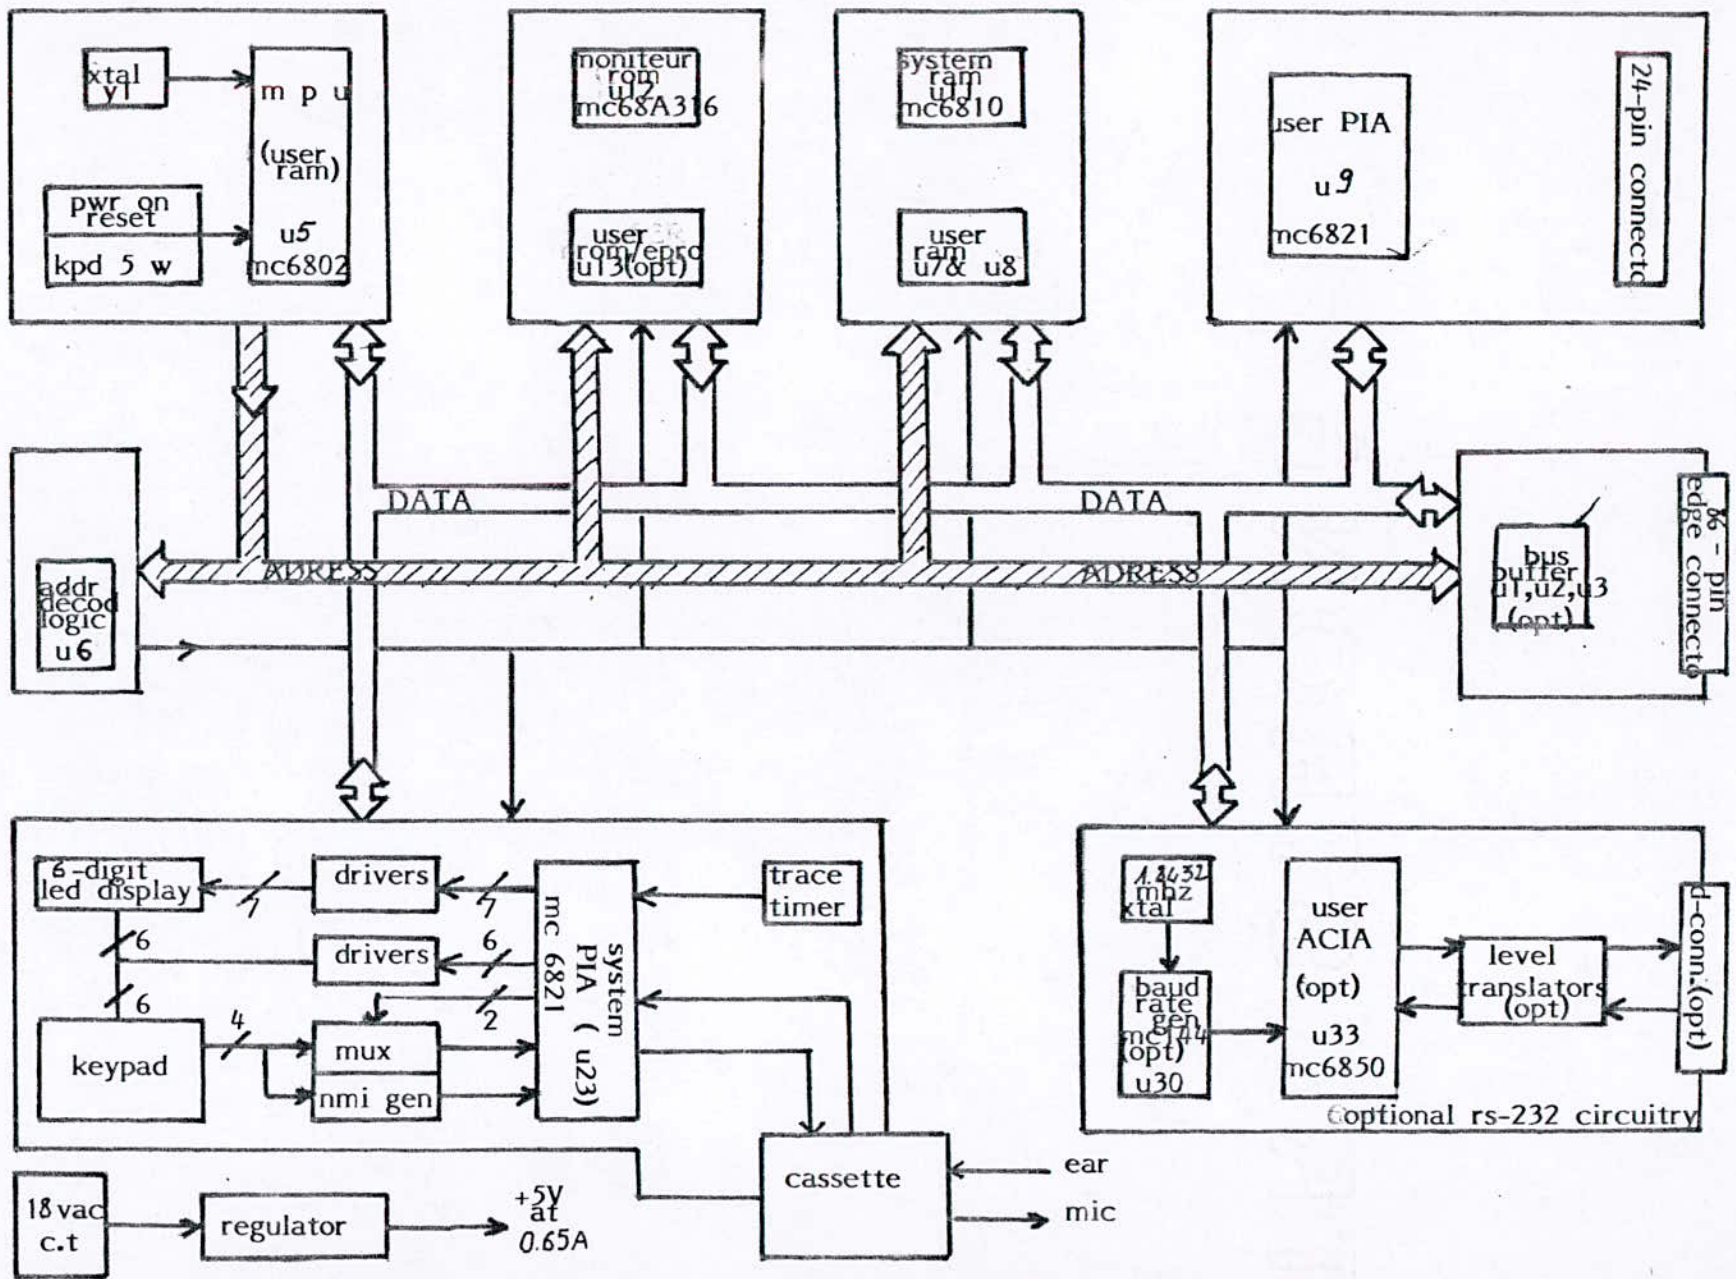 xtal
y1
m p u
(user
ram)
u5
mc6802
pwr on
reset
kpd 5 w
moniteur
rom
u12
mc68A316
user
rom/epro
u13(opt)
system
ram
u11
mc6810
user
ram
u7& u8
user PIA
u9
mc6821
24-pin connecto
DATA
DATA
ADRESS
ADRESS
addr
decod
logic
u6
bus
buffer
u1,u2,u3
(opt)
86 - pin
edge connecto
6-digit
led display
7
drivers
7
6
drivers
6
6
2
keypad
4
mux
nmi gen
system
PIA ( u23)
mc 6821
trace
timer
cassette
ear
mic
1.8432
mhz
xtal
baud
rate
gen
mc144
(opt)
u30
user
ACIA
(opt)
u33
mc6850
level
translators
(opt)
d-conn.(opt)
optional rs-232 circuitry
18vac
c.t
regulator
+5V
at
0.65A